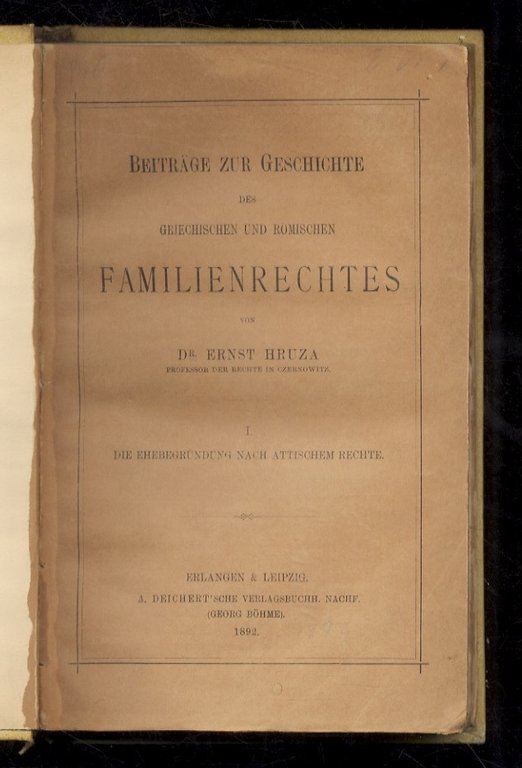 BEITRÄGE ZUR GESCHICHTE
DES
GRIECHISCHEN UND RÖMISCHEN
FAMILIENRECHTES
VON
DR. ERNST HRUZA
PROFESSOR DER RECHTE IN CZERNOWITZ.
I.
DIE EHEBEGRÜNDUNG NACH ATTISCHEM RECHTE.
ERLANGEN & LEIPZIG.
A. DEICHERT'SCHE VERLAGSBUCHH. NACHF.
(GEORG BÖHME).
1892.